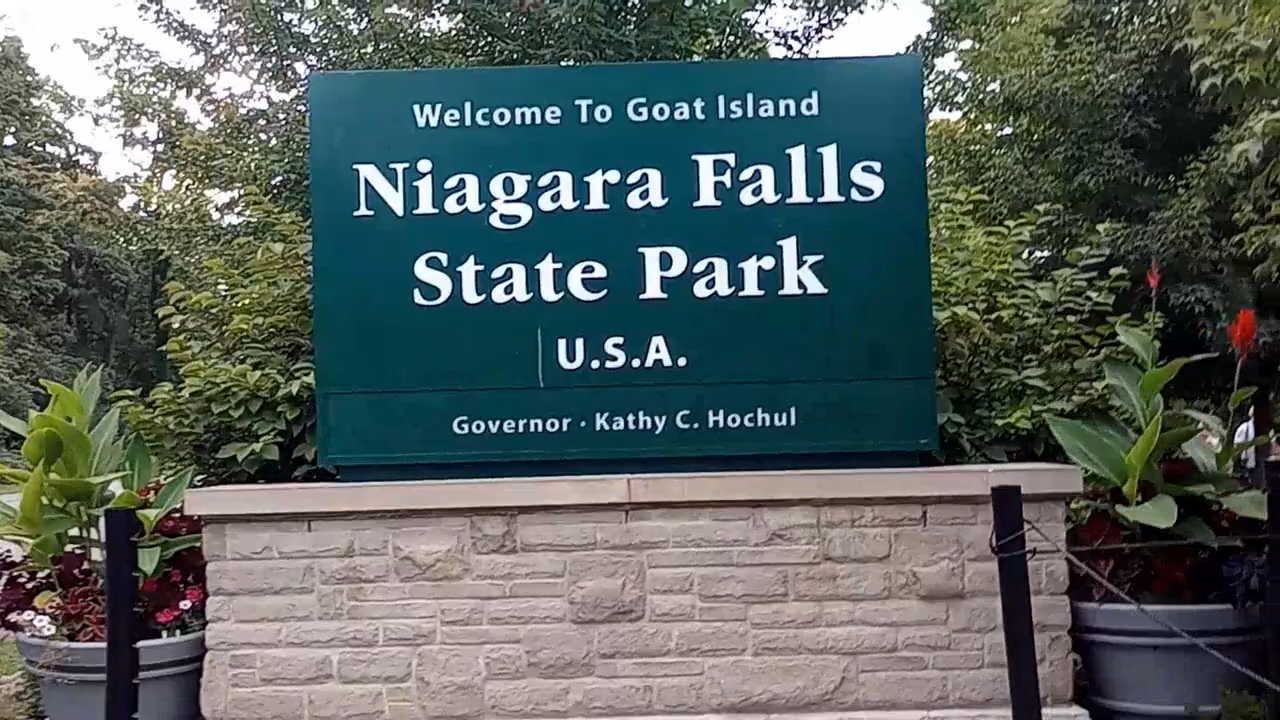 Welcome To Goat Island
Niagara Falls
State Park
U.S.A.
Governor · Kathy C. Hochul